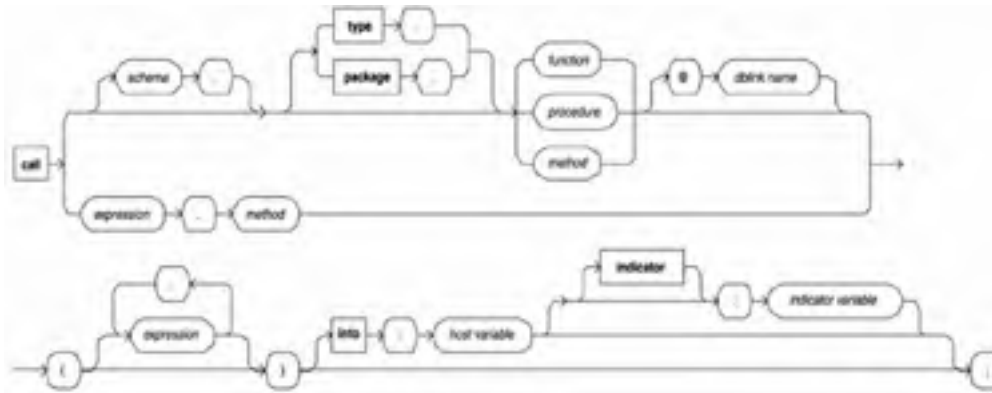 type .
schema . package . function @ dblink name
procedure
call method
expression . method
indicator
, : indicator variable
expression into : host variable
( ) ;